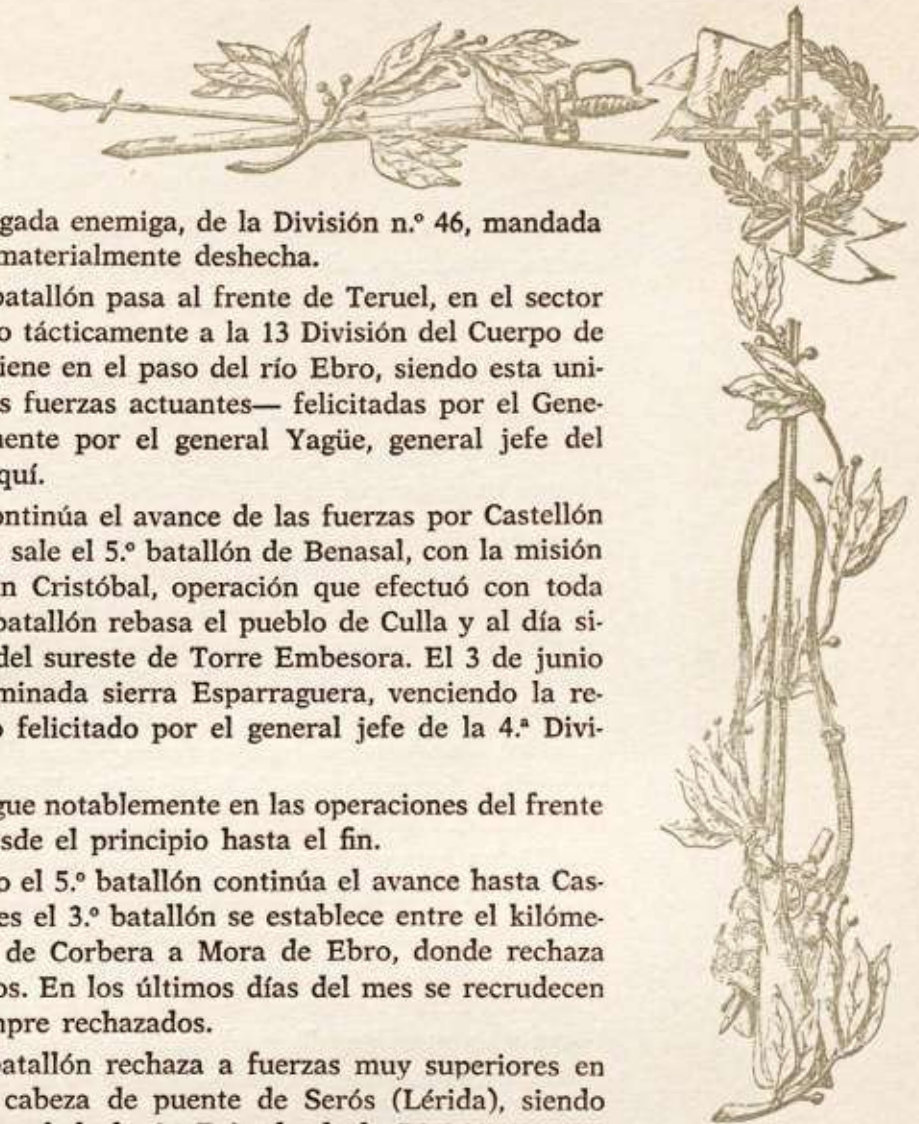 gada enemiga, de la División n.º 46, mandada
materialmente deshecha.
batallón pasa al frente de Teruel, en el sector
o tácticamente a la 13 División del Cuerpo de
iene en el paso del río Ebro, siendo esta uni-
s fuerzas actuantes— felicitadas por el Gene-
nente por el general Yagüe, general jefe del
quí.
ontinúa el avance de las fuerzas por Castellón
sale el 5.º batallón de Benasal, con la misión
n Cristóbal, operación que efectuó con toda
batallón rebasa el pueblo de Culla y al día si-
del sureste de Torre Embesora. El 3 de junio
minada sierra Esparraguera, venciendo la re-
o felicitado por el general jefe de la 4.ª Divi-
gue notablemente en las operaciones del frente
sde el principio hasta el fin.
o el 5.º batallón continúa el avance hasta Cas-
es el 3.º batallón se establece entre el kilóme-
de Corbera a Mora de Ebro, donde rechaza
os. En los últimos días del mes se recrudecen
mpre rechazados.
batallón rechaza a fuerzas muy superiores en
cabeza de puente de Serós (Lérida), siendo